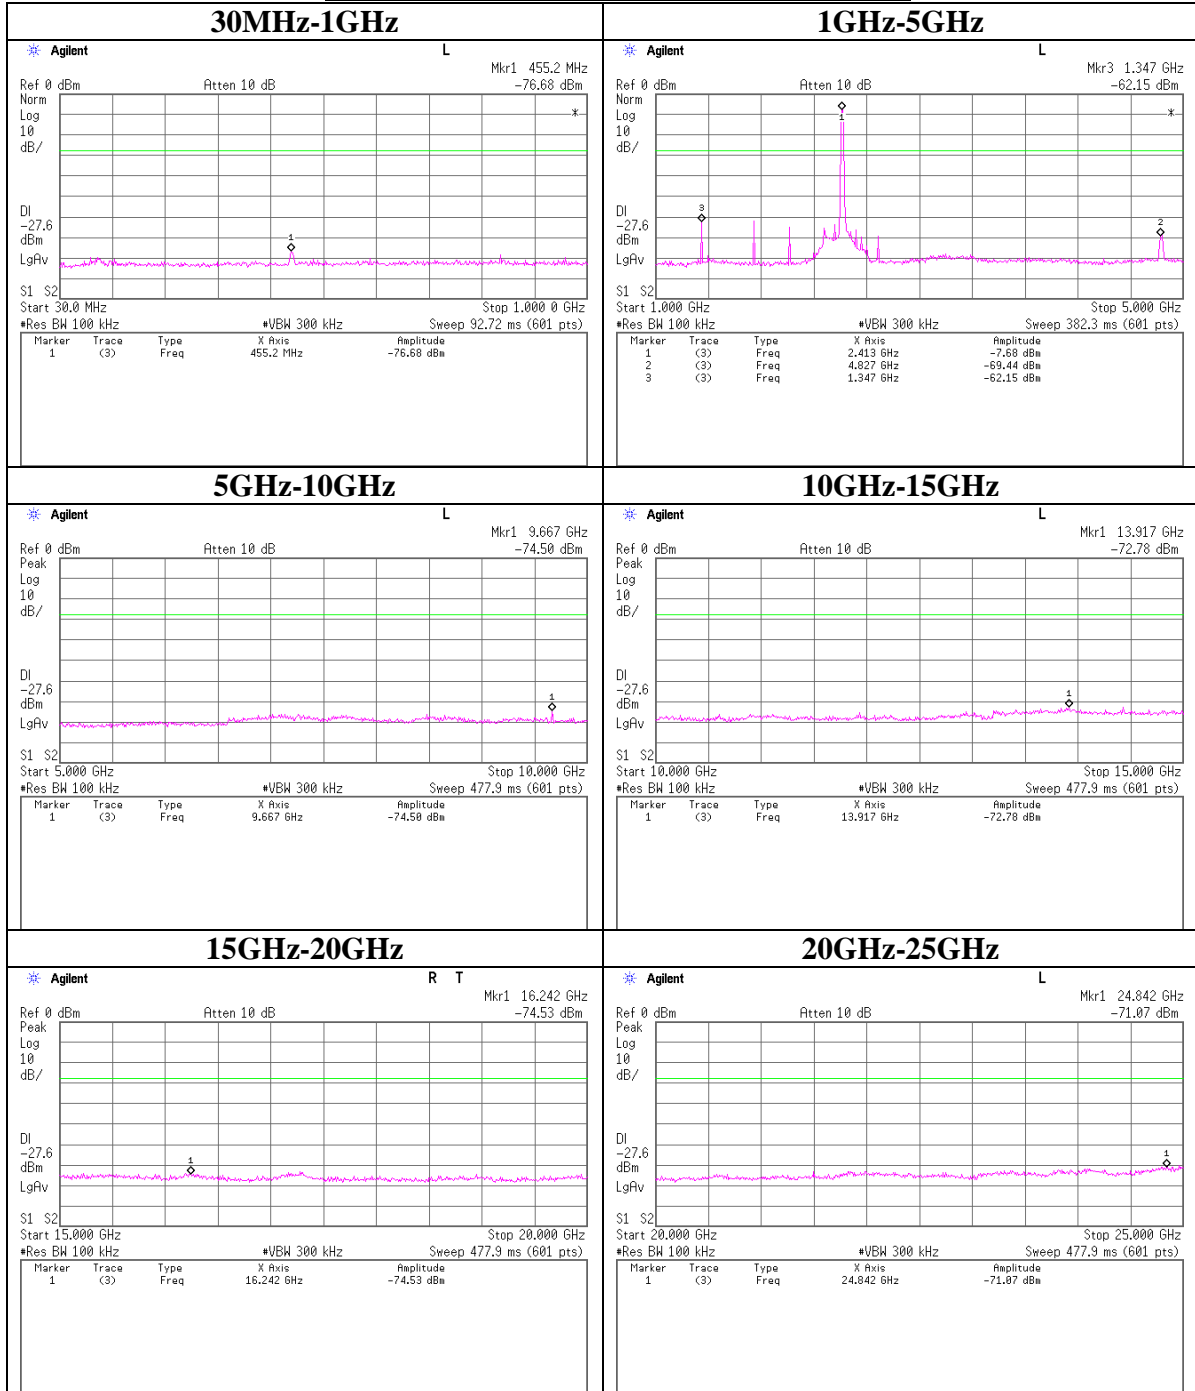 30MHz-1GHz
Agilent L
Mkr1 455.2 MHz
Ref 0 dBm Atten 10 dB -76.68 dBm
Norm
Log
10
dB/
1
DI
-27.6
dBm
LgAv
S1 S2
Start 30.0 MHz Stop 1.000 0 GHz
#Res BW 100 kHz #VBW 300 kHz Sweep 92.72 ms (601 pts)
Marker Trace Type X Axis Amplitude
1 (3) Freq 455.2 MHz -76.68 dBm
1GHz-5GHz
Agilent L
Mkr3 1.347 GHz
Ref 0 dBm Atten 10 dB -62.15 dBm
Norm
Log
10
dB/
1
3
2
DI
-27.6
dBm
LgAv
S1 S2
Start 1.000 GHz Stop 5.000 GHz
#Res BW 100 kHz #VBW 300 kHz Sweep 382.3 ms (601 pts)
Marker Trace Type X Axis Amplitude
1 (3) Freq 2.413 GHz -7.68 dBm
2 (3) Freq 4.827 GHz -69.44 dBm
3 (3) Freq 1.347 GHz -62.15 dBm
5GHz-10GHz
Agilent L
Mkr1 9.667 GHz
Ref 0 dBm Atten 10 dB -74.50 dBm
Peak
Log
10
dB/
DI
-27.6
1
dBm
LgAv
S1 S2
Start 5.000 GHz Stop 10.000 GHz
#Res BW 100 kHz #VBW 300 kHz Sweep 477.9 ms (601 pts)
Marker Trace Type X Axis Amplitude
1 (3) Freq 9.667 GHz -74.50 dBm
10GHz-15GHz
Agilent L
Mkr1 13.917 GHz
Ref 0 dBm Atten 10 dB -72.78 dBm
Peak
Log
10
dB/
DI
-27.6
1
dBm
LgAv
S1 S2
Start 10.000 GHz Stop 15.000 GHz
#Res BW 100 kHz #VBW 300 kHz Sweep 477.9 ms (601 pts)
Marker Trace Type X Axis Amplitude
1 (3) Freq 13.917 GHz -72.78 dBm
15GHz-20GHz
Agilent R T
Mkr1 16.242 GHz
Ref 0 dBm Atten 10 dB -74.53 dBm
Peak
Log
10
dB/
DI
-27.6
1
dBm
LgAv
S1 S2
Start 15.000 GHz Stop 20.000 GHz
#Res BW 100 kHz #VBW 300 kHz Sweep 477.9 ms (601 pts)
Marker Trace Type X Axis Amplitude
1 (3) Freq 16.242 GHz -74.53 dBm
20GHz-25GHz
Agilent L
Mkr1 24.842 GHz
Ref 0 dBm Atten 10 dB -71.07 dBm
Peak
Log
10
dB/
DI
-27.6
1
dBm
LgAv
S1 S2
Start 20.000 GHz Stop 25.000 GHz
#Res BW 100 kHz #VBW 300 kHz Sweep 477.9 ms (601 pts)
Marker Trace Type X Axis Amplitude
1 (3) Freq 24.842 GHz -71.07 dBm